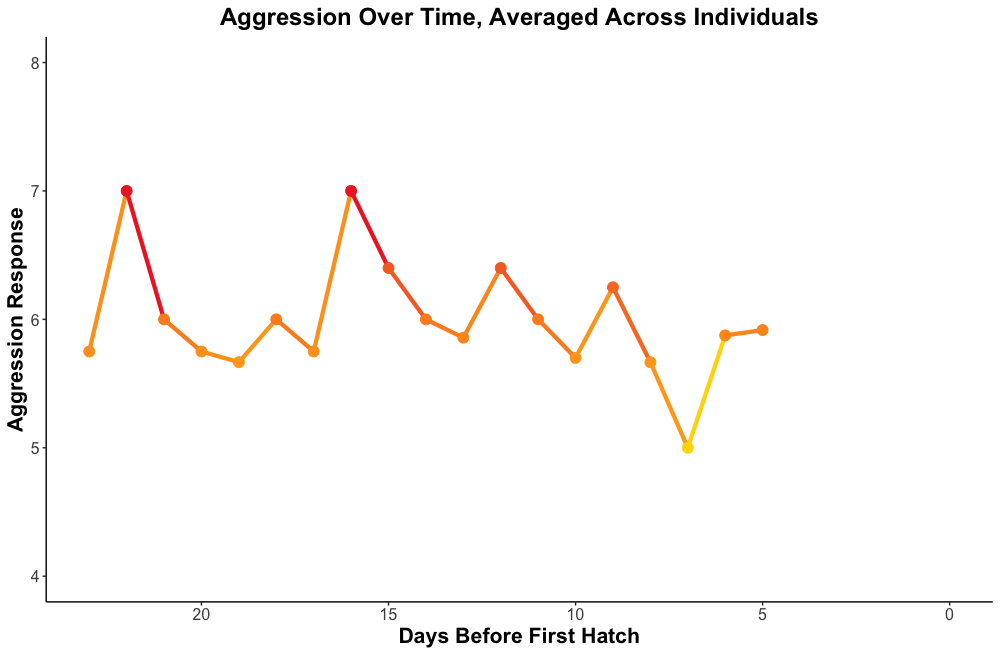 Aggression Over Time, Averaged Across Individuals
Aggression Response
8
7
6
5
4
20 15 10 5 0
Days Before First Hatch